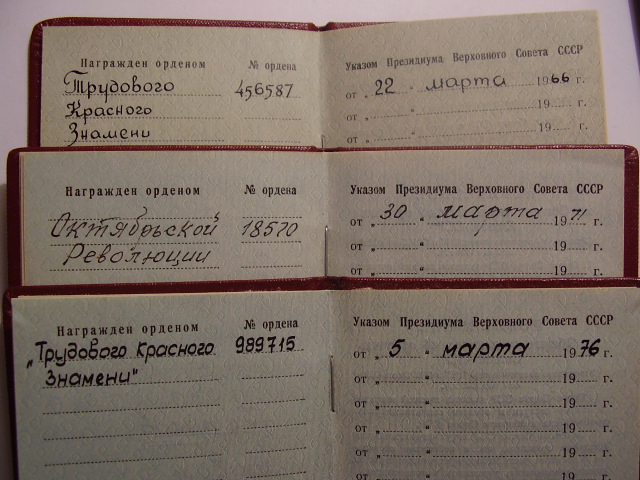 Награжден орденом № ордена
Трудового 456587
Красного
Знамени
Указом Президиума Верховного Совета СССР
от „ 22 “ марта 1966 г.
от „ “ 19 г.
от „ “ 19 г.
Награжден орденом № ордена
Октябрьской 18570
Революции
Указом Президиума Верховного Совета СССР
от „ 30 “ марта 1971 г.
от „ “ 19 г.
от „ “ 19 г.
Награжден орденом № ордена
„Трудового Красного 989715
Знамени"
Указом Президиума Верховного Совета СССР
от „ 5 “ марта 1976 г.
от „ “ 19 г.
от „ “ 19 г.
от „ “ 19 г.
от „ “ 19 г.
от „ “ 19 г.